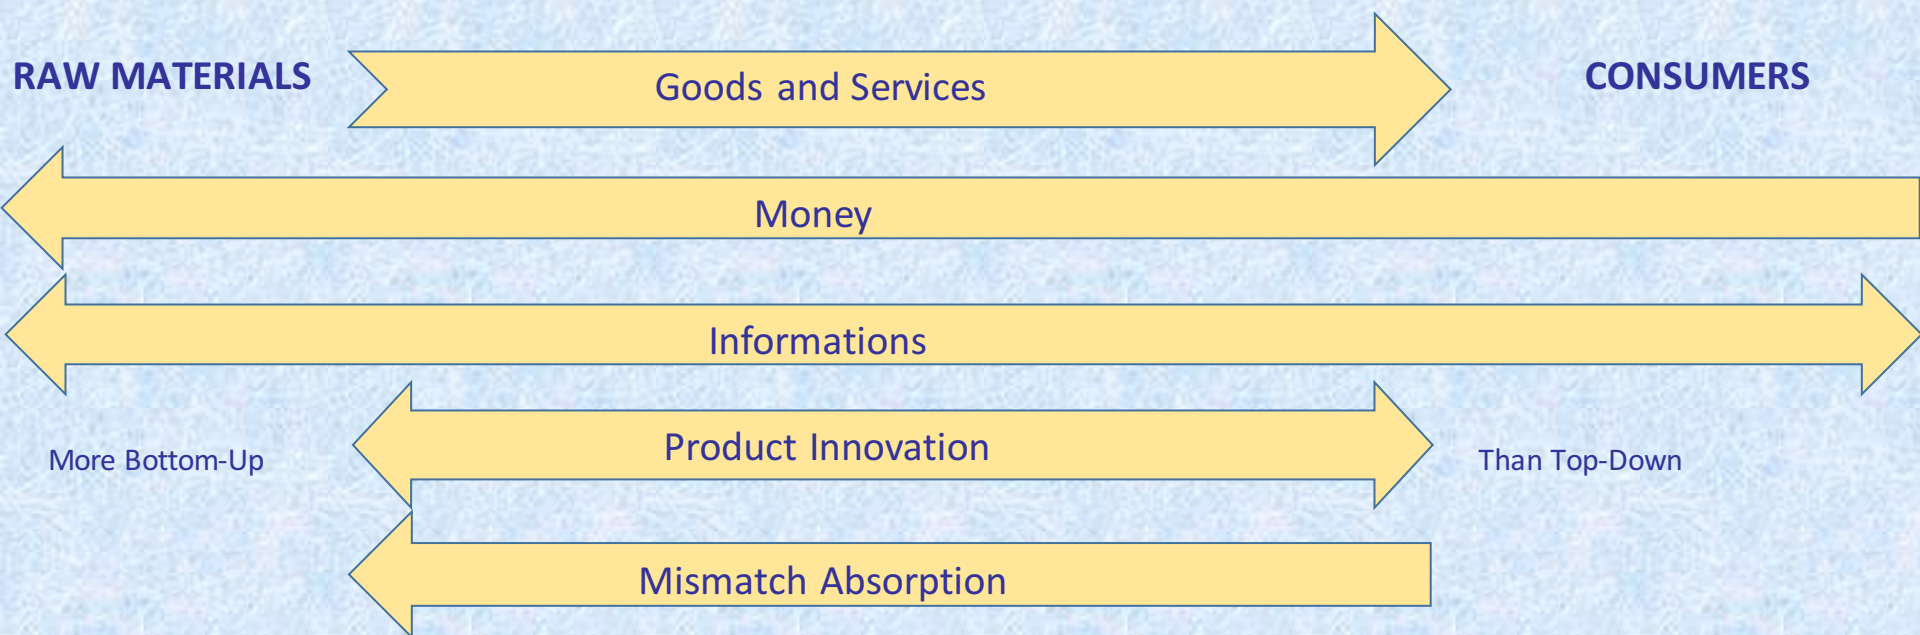 RAW MATERIALS
Goods and Services
CONSUMERS
Money
Informations
More Bottom-Up
Product Innovation
Than Top-Down
Mismatch Absorption